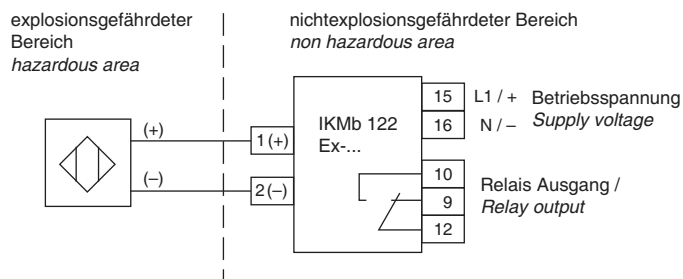 explosionsgefährdeter
Bereich
hazardous area
nichtexplosionsgefährdeter Bereich
non hazardous area
(+)
(–)
1 (+)
2 (–)
IKMb 122
Ex-...
15
L1 / +
16
N / –
Betriebsspannung
Supply voltage
10
9
12
Relais Ausgang /
Relay output